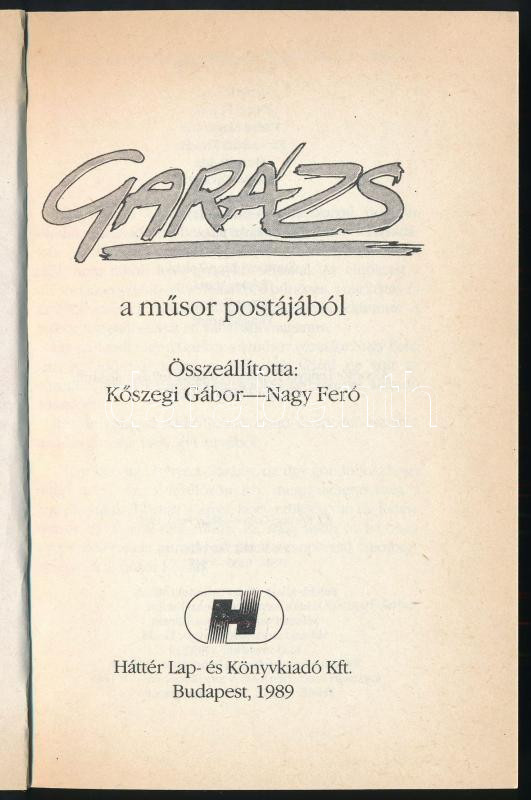 GARÁZS
a műsor postájából
Összeállította:
Kőszegi Gábor—Nagy Feró
H
Háttér Lap- és Könyvkiadó Kft.
Budapest, 1989